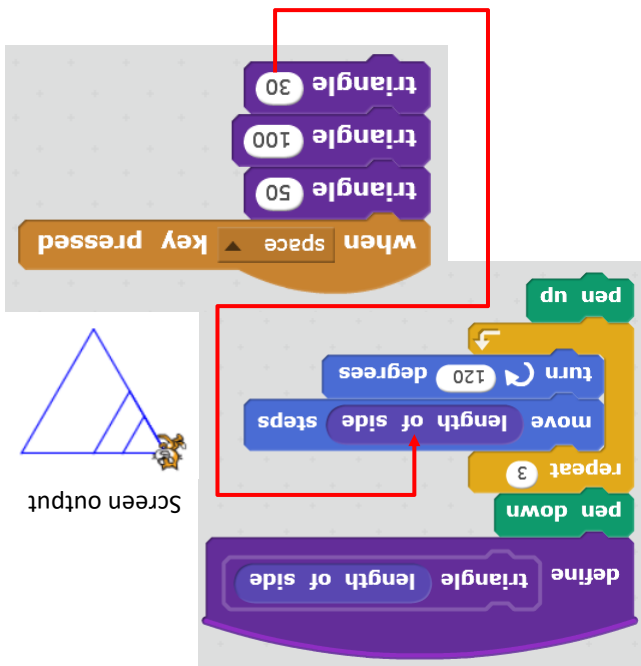 define triangle length of side
pen down
repeat 3
move length of side steps
turn 120 degrees
pen up
Screen output
when space key pressed
triangle 50
triangle 100
triangle 30